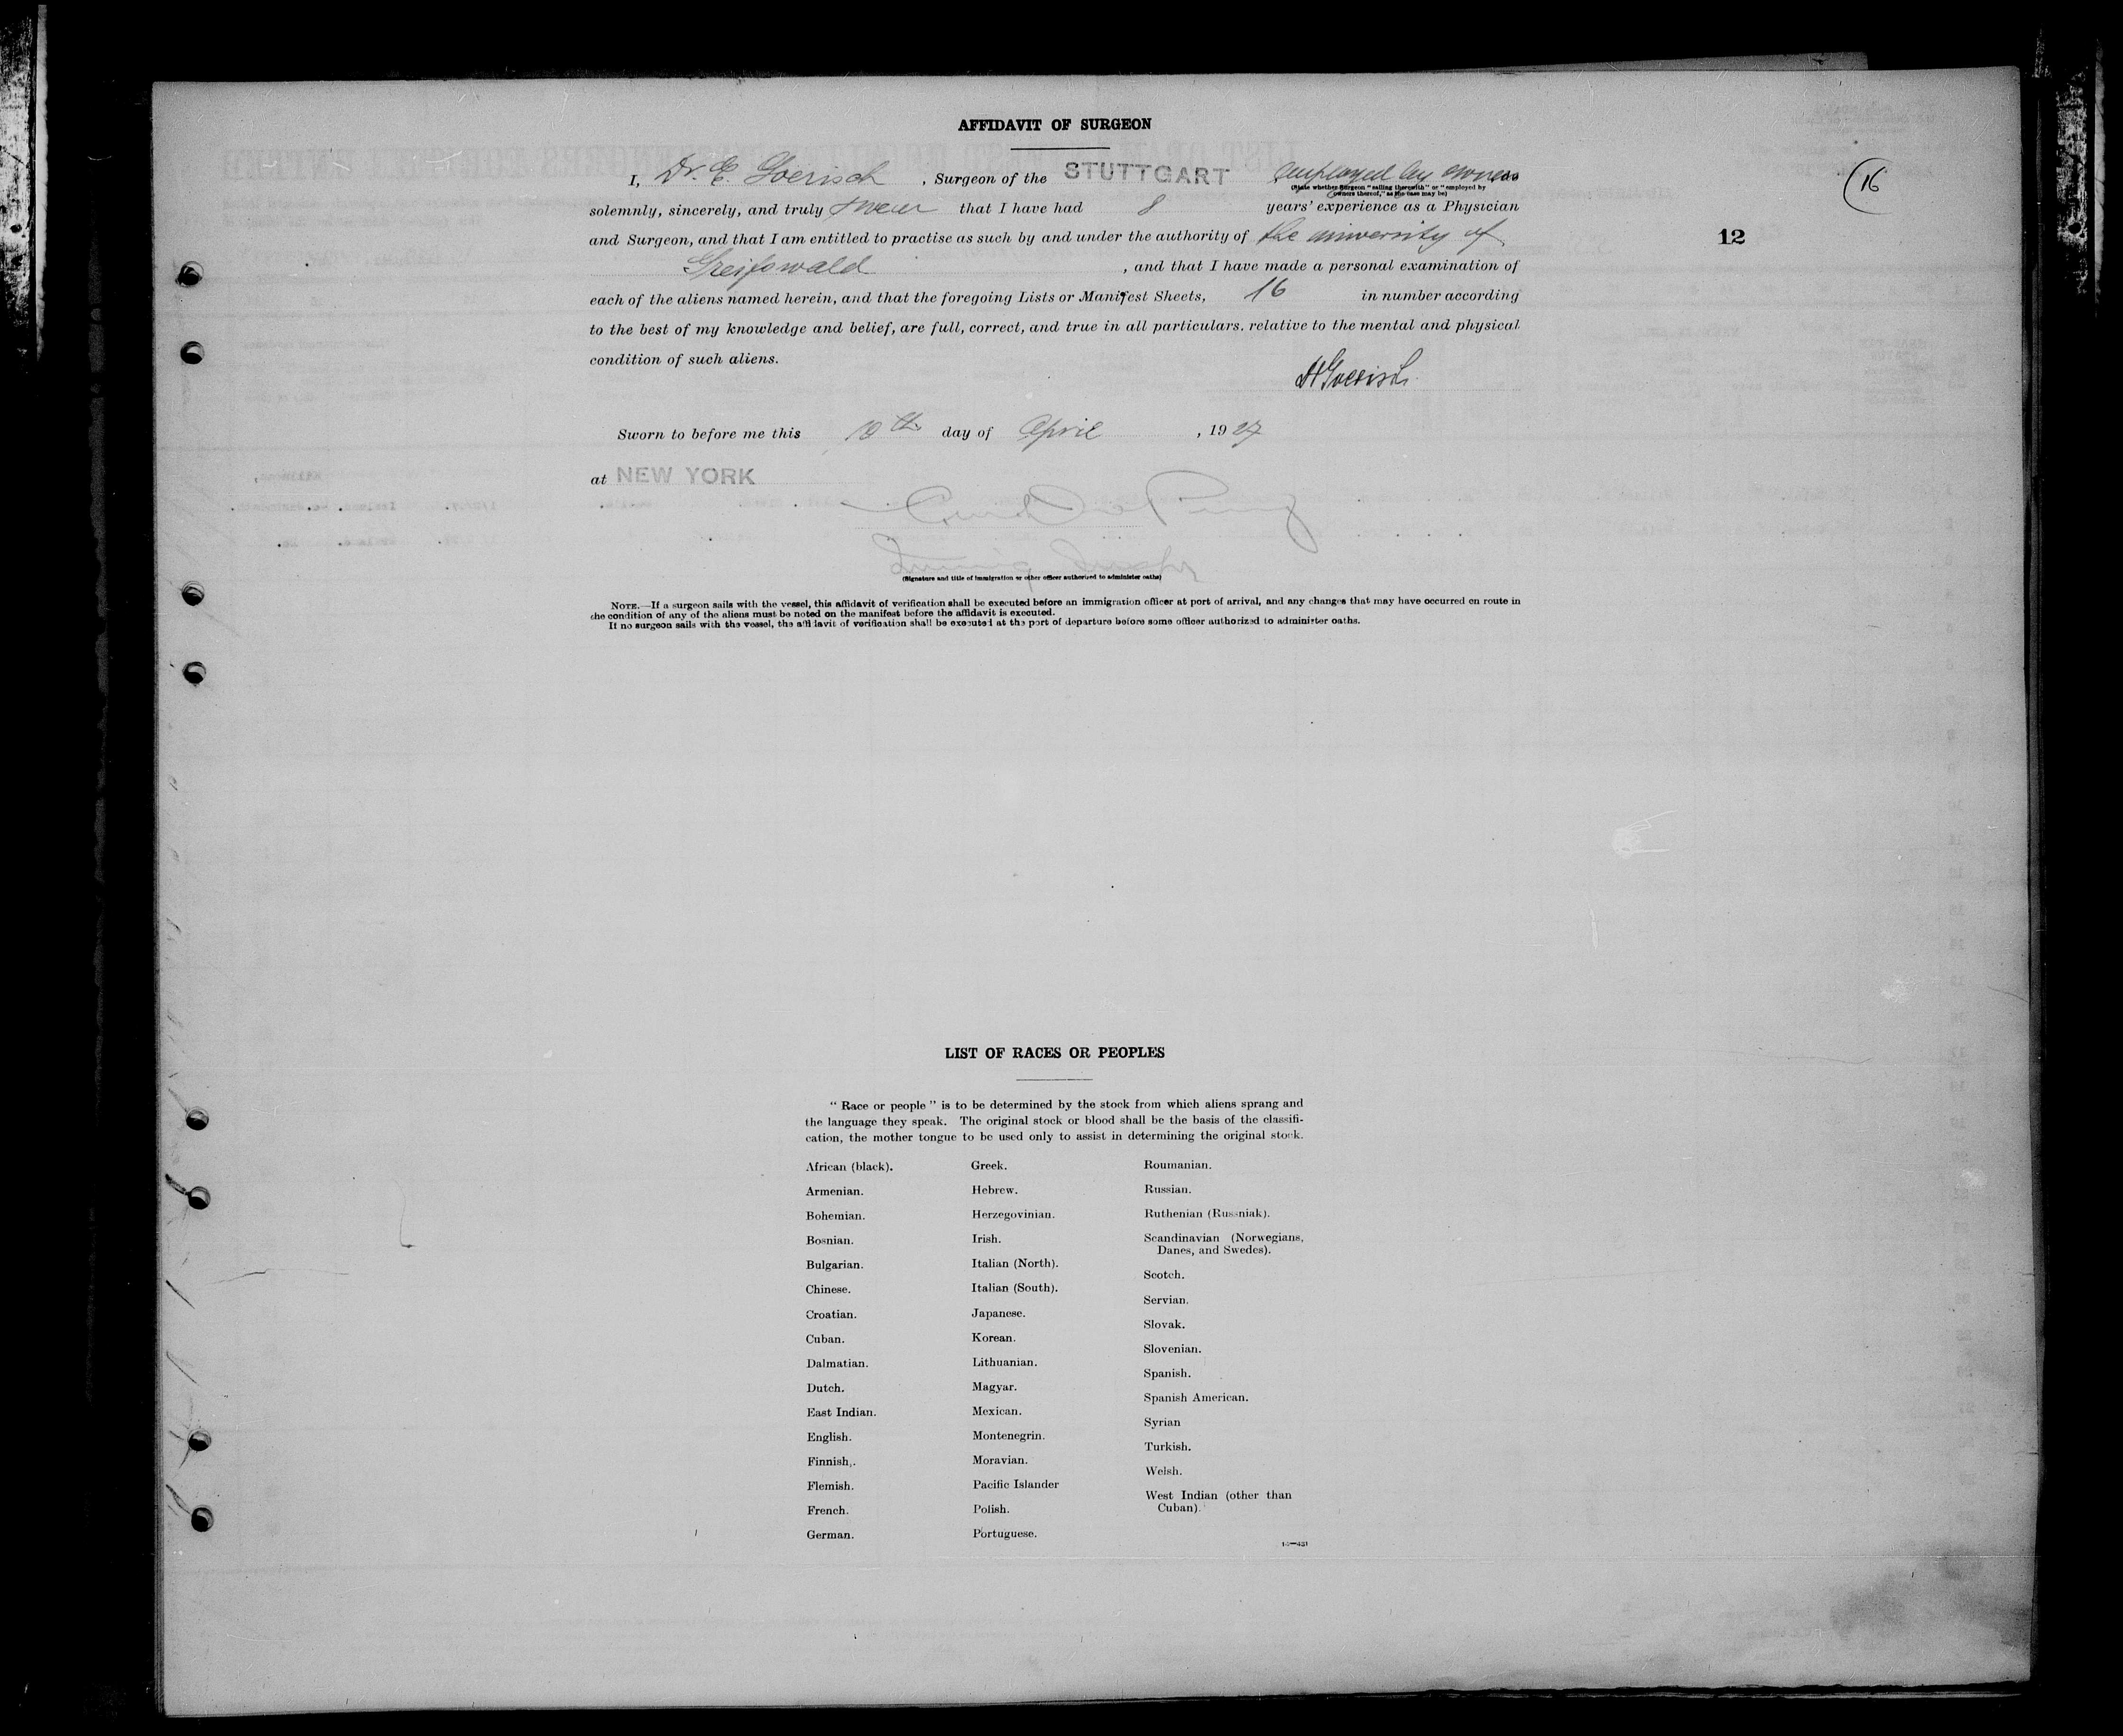 AFFIDAVIT OF SURGEON
I, Dr. E. Goerisch , Surgeon of the STUTTGART employed by owners do
(State whether Surgeon "sailing therewith" or "employed by
owners thereof," as the case may be)
solemnly, sincerely, and truly swear that I have had 8 years' experience as a Physician
and Surgeon, and that I am entitled to practise as such by and under the authority of the university of
Greifswald , and that I have made a personal examination of
each of the aliens named herein, and that the foregoing Lists or Manifest Sheets, 16 in number according
to the best of my knowledge and belief, are full, correct, and true in all particulars. relative to the mental and physical
condition of such aliens.
Goerisch
Sworn to before me this 10th day of April , 1927
at NEW YORK
(Signature and title of immigration or other officer authorized to administer oaths)
NOTE.—If a surgeon sails with the vessel, this affidavit of verification shall be executed before an immigration officer at port of arrival, and any changes that may have occurred en route in
the condition of any of the aliens must be noted on the manifest before the affidavit is executed.
If no surgeon sails with the vessel, the affidavit of verification shall be executed at the port of departure before some officer authorized to administer oaths.
16
12
LIST OF RACES OR PEOPLES
" Race or people " is to be determined by the stock from which aliens sprang and
the language they speak. The original stock or blood shall be the basis of the classifi-
cation, the mother tongue to be used only to assist in determining the original stock.
African (black).
Armenian.
Bohemian.
Bosnian.
Bulgarian.
Chinese.
Croatian.
Cuban.
Dalmatian.
Dutch.
East Indian.
English.
Finnish.
Flemish.
French.
German.
Greek.
Hebrew.
Herzegovinian.
Irish.
Italian (North).
Italian (South).
Japanese.
Korean.
Lithuanian.
Magyar.
Mexican.
Montenegrin.
Moravian.
Pacific Islander
Polish.
Portuguese.
Roumanian.
Russian.
Ruthenian (Russniak).
Scandinavian (Norwegians,
Danes, and Swedes).
Scotch.
Servian.
Slovak.
Slovenian.
Spanish.
Spanish American.
Syrian
Turkish.
Welsh.
West Indian (other than
Cuban).